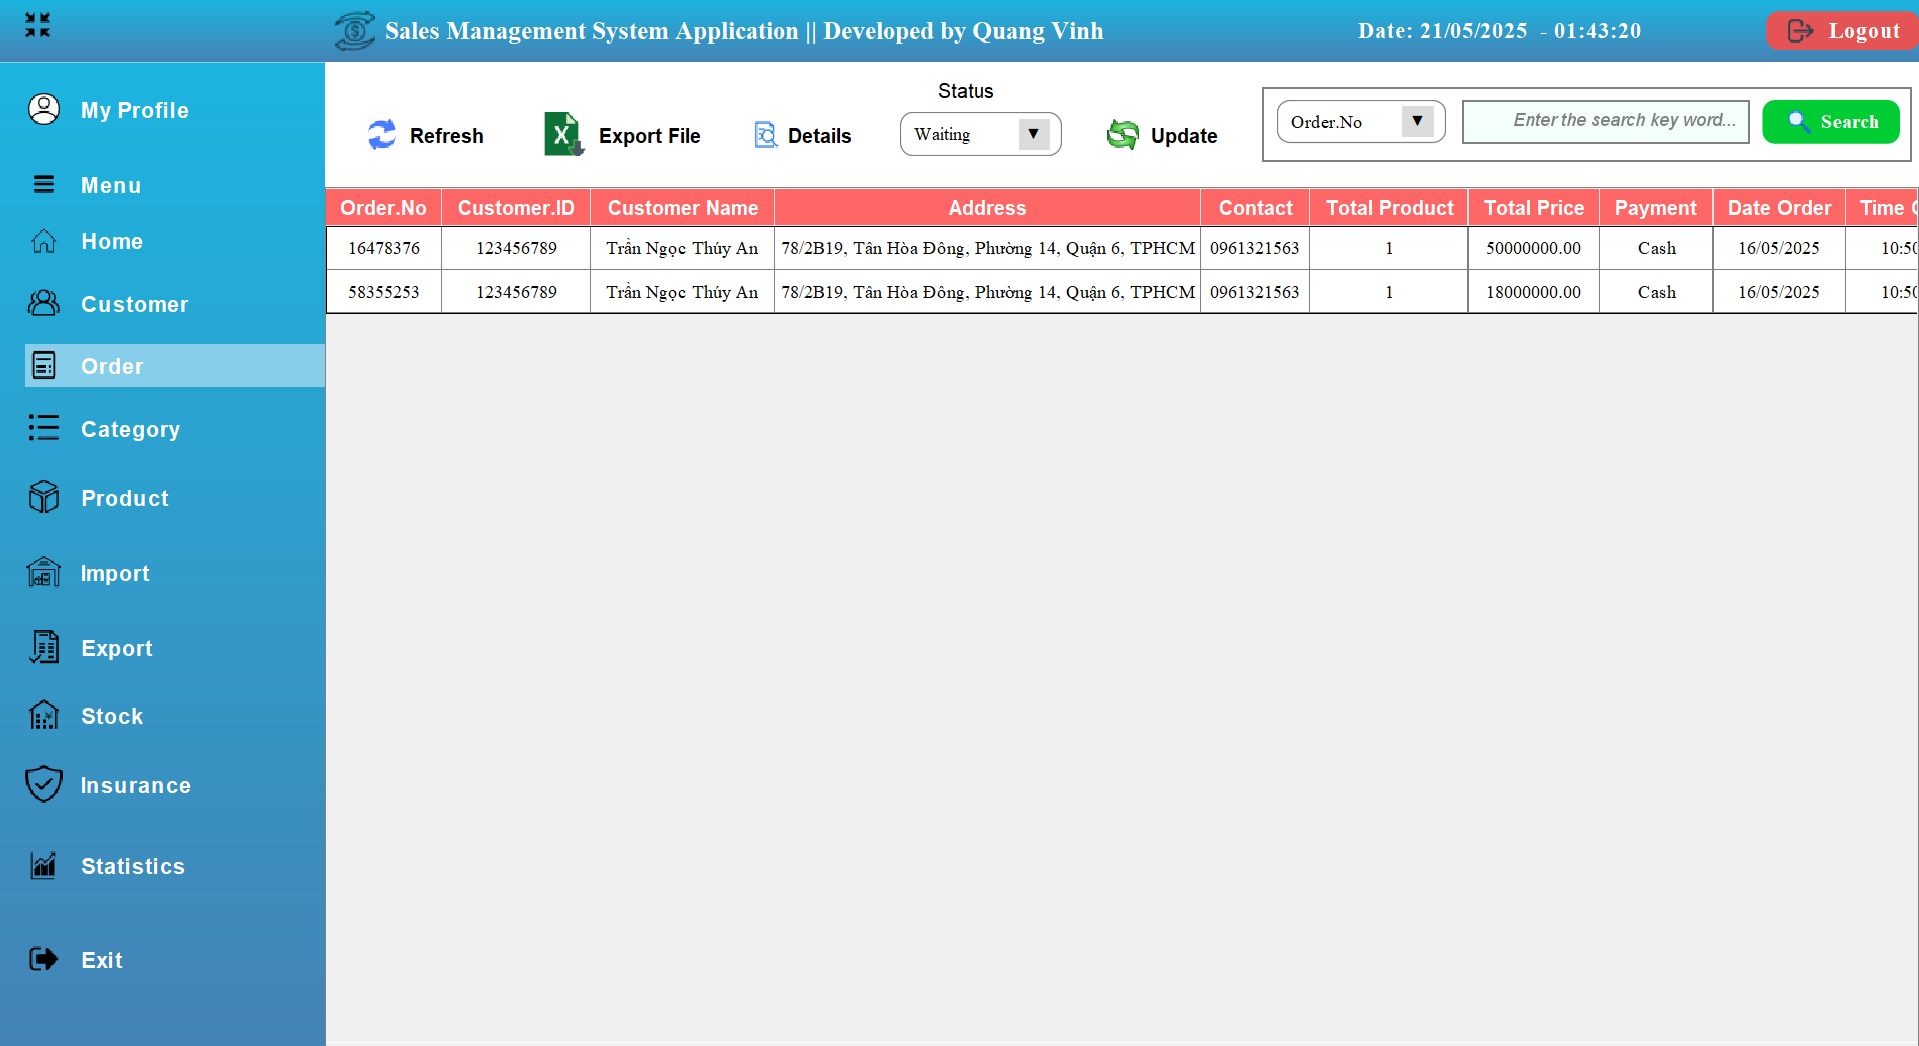 Sales Management System Application || Developed by Quang Vinh
Date: 21/05/2025 - 01:43:20
Logout
My Profile
Menu
Home
Customer
Order
Category
Product
Import
Export
Stock
Insurance
Statistics
Exit
Refresh
Export File
Details
Status
Waiting
Update
Order.No
Enter the search key word...
Search
Order.No Customer.ID Customer Name Address Contact Total Product Total Price Payment Date Order Time
16478376 123456789 Trần Ngọc Thúy An 78/2B19, Tân Hòa Đông, Phường 14, Quận 6, TPHCM 0961321563 1 50000000.00 Cash 16/05/2025 10:50
58355253 123456789 Trần Ngọc Thúy An 78/2B19, Tân Hòa Đông, Phường 14, Quận 6, TPHCM 0961321563 1 18000000.00 Cash 16/05/2025 10:50